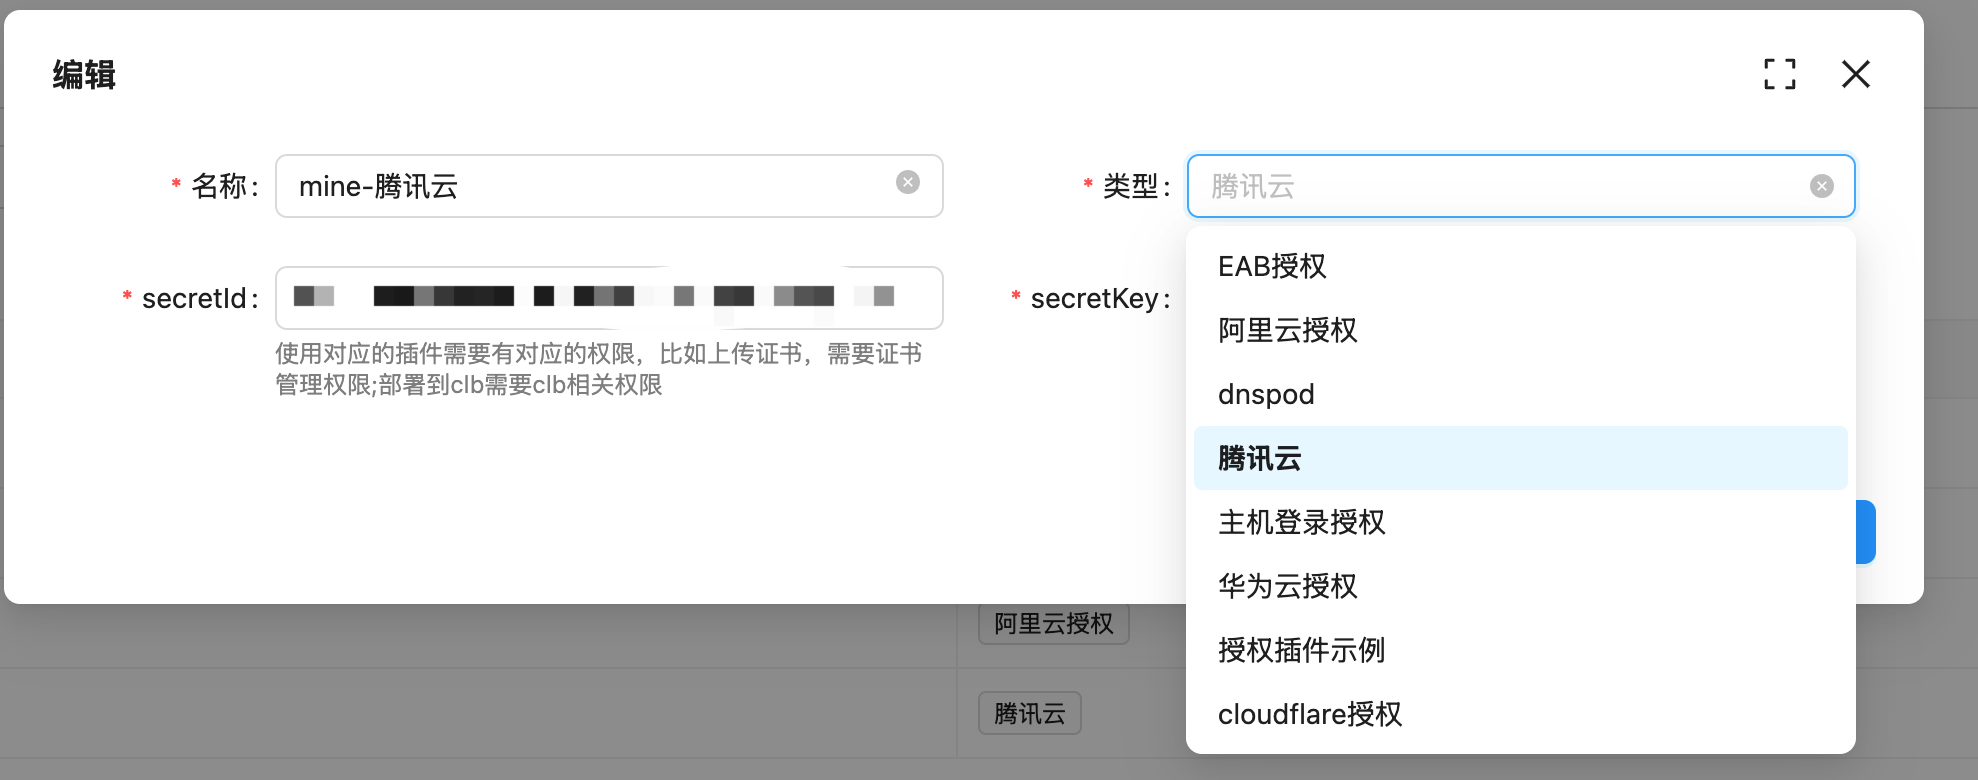 编辑
* 名称:
mine-腾讯云
* 类型:
腾讯云
* secretId:
使用对应的插件需要有对应的权限，比如上传证书，需要证书
管理权限;部署到clb需要clb相关权限
* secretKey:
EAB授权
阿里云授权
dnspod
腾讯云
主机登录授权
华为云授权
授权插件示例
cloudflare授权
阿里云授权
腾讯云